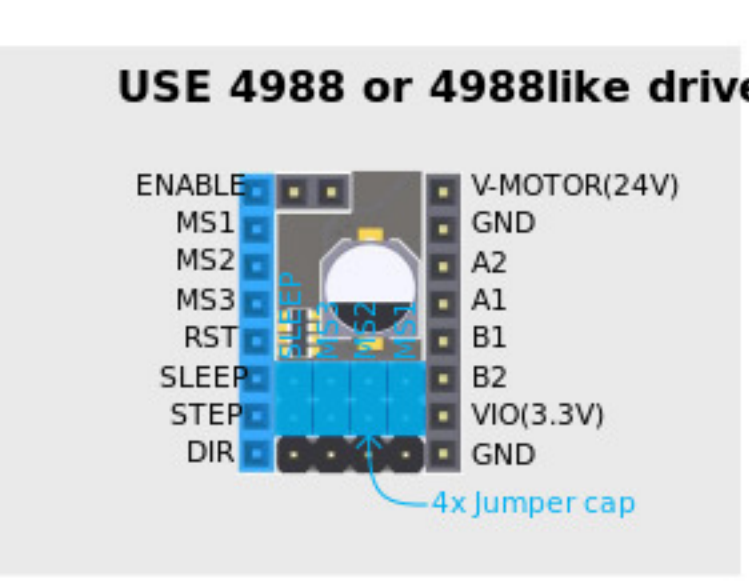 USE 4988 or 4988like drive
ENABLE
MS1
MS2
MS3
RST
SLEEP
STEP
DIR
SLEEP
MS3
MS2
MS1
V-MOTOR(24V)
GND
A2
A1
B1
B2
VIO(3.3V)
GND
4x Jumper cap